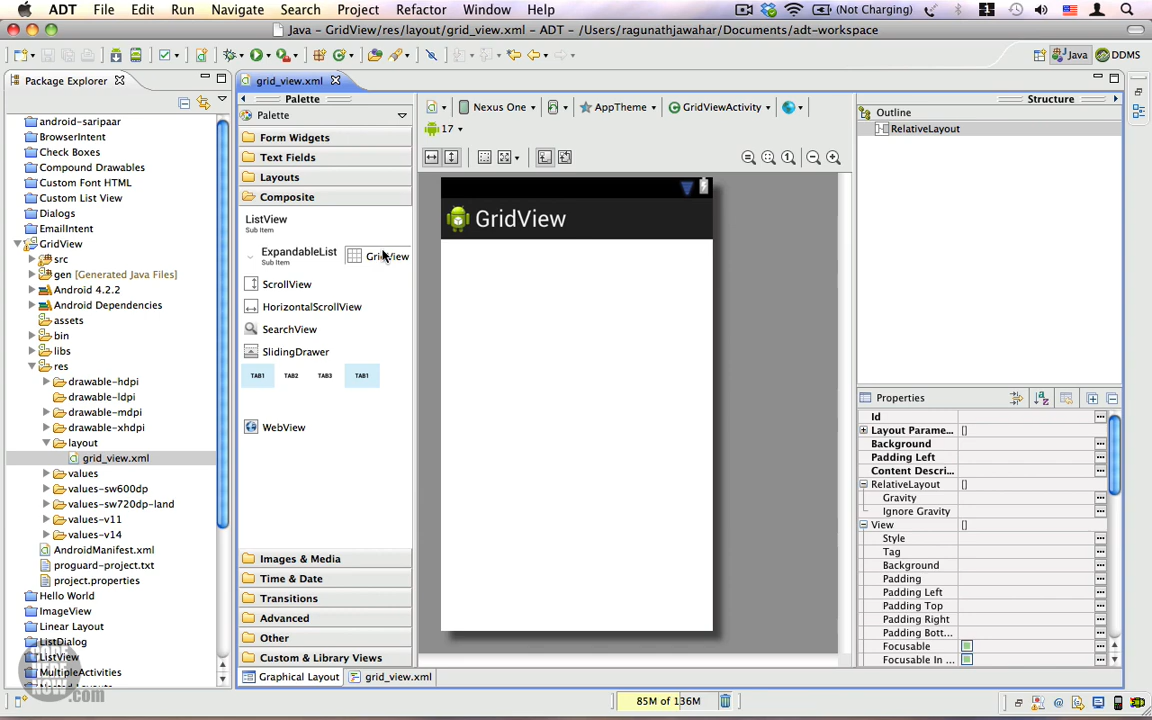 ADT File Edit Run Navigate Search Project Refactor Window Help (Not Charging) 1
Java – GridView/res/layout/grid_view.xml – ADT – /Users/ragunathjawahar/Documents/adt-workspace
Java DDMS
Package Explorer
android-saripaar
BrowserIntent
Check Boxes
Compound Drawables
Custom Font HTML
Custom List View
Dialogs
EmailIntent
GridView
src
gen [Generated Java Files]
Android 4.2.2
Android Dependencies
assets
bin
libs
res
drawable-hdpi
drawable-ldpi
drawable-mdpi
drawable-xhdpi
layout
grid_view.xml
values
values-sw600dp
values-sw720dp-land
values-v11
values-v14
AndroidManifest.xml
proguard-project.txt
project.properties
Hello World
ImageView
Linear Layout
ListDialog
ListView
MultipleActivities
grid_view.xml
Palette
Palette
Form Widgets
Text Fields
Layouts
Composite
ListView
Sub Item
ExpandableList
Sub Item
GridView
ScrollView
HorizontalScrollView
SearchView
SlidingDrawer
TAB1 TAB2 TAB3 TAB1
WebView
Images & Media
Time & Date
Transitions
Advanced
Other
Custom & Library Views
Graphical Layout grid_view.xml
Nexus One AppTheme GridViewActivity
17
GridView
Structure
Outline
RelativeLayout
Properties
Id
Layout Parame... []
Background
Padding Left
Content Descri...
RelativeLayout []
Gravity
Ignore Gravity
View []
Style
Tag
Background
Padding
Padding Left
Padding Top
Padding Right
Padding Bott...
Focusable
Focusable In ...
85M of 136M
.com